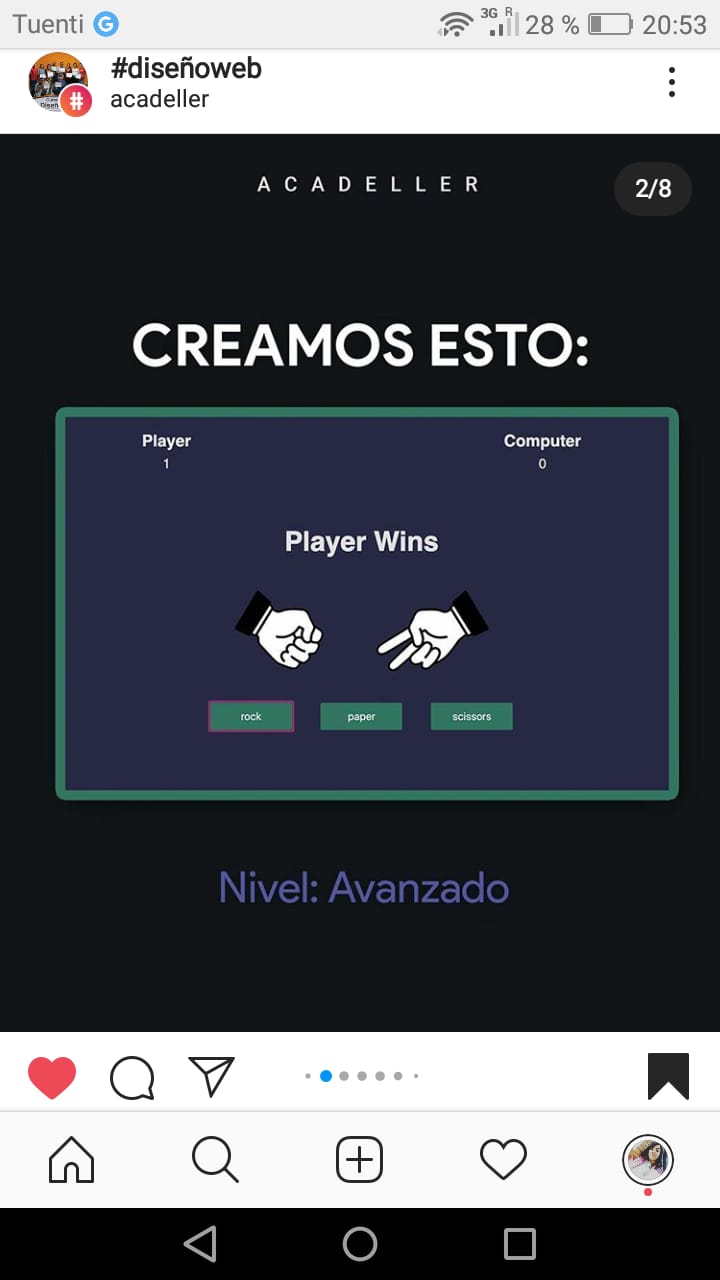 Tuenti G 3G R 28 % 20:53
#diseñoweb
acadeller
ACADELLER 2/8
CREAMOS ESTO:
Player Computer
1 0
Player Wins
rock paper scissors
Nivel: Avanzado